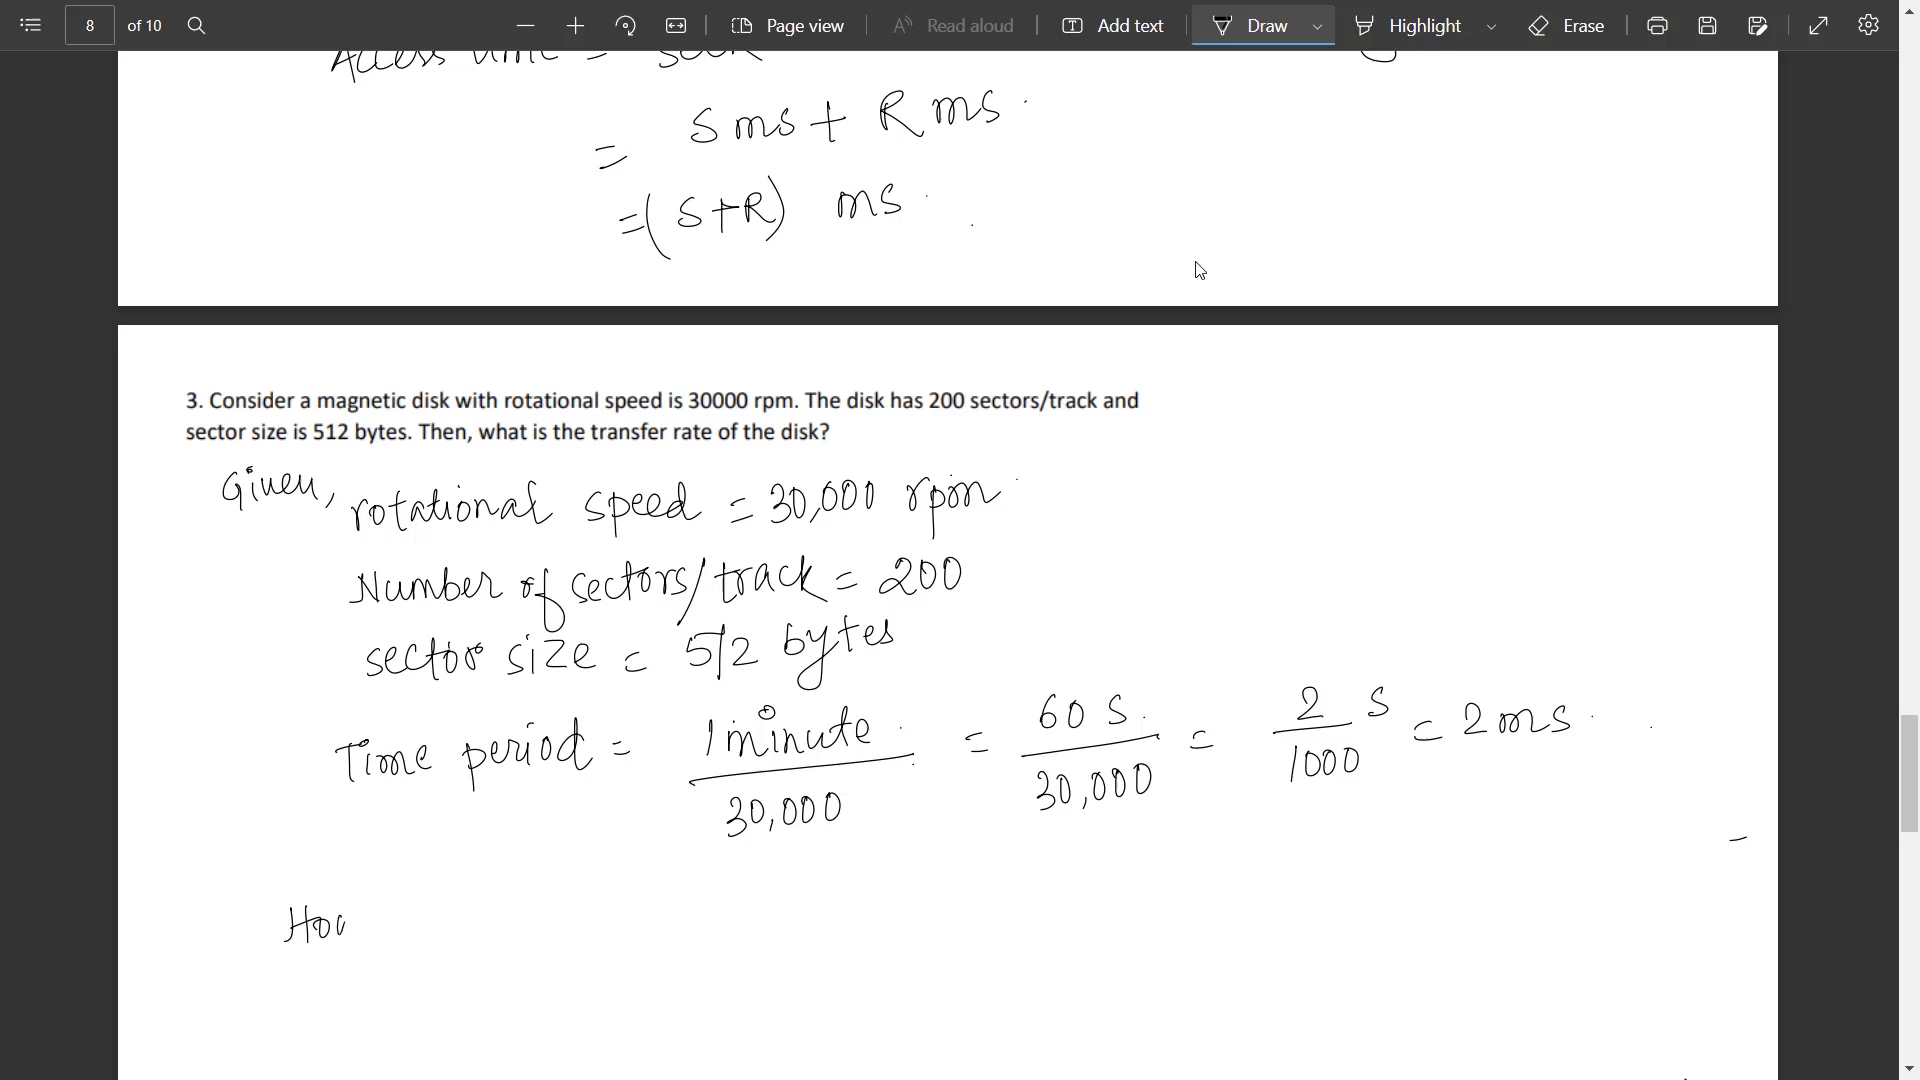 8 of 10 Page view Read aloud Add text Draw Highlight Erase
Access time = seek
= S ms + R ms.
= (S+R) ms.
3. Consider a magnetic disk with rotational speed is 30000 rpm. The disk has 200 sectors/track and
sector size is 512 bytes. Then, what is the transfer rate of the disk?
Given, rotational speed = 30,000 rpm.
Number of sectors/track = 200
sector size = 512 bytes
Time period = 1 minute / 30,000 = 60 s. / 30,000 = 2 / 1000 s = 2 ms.